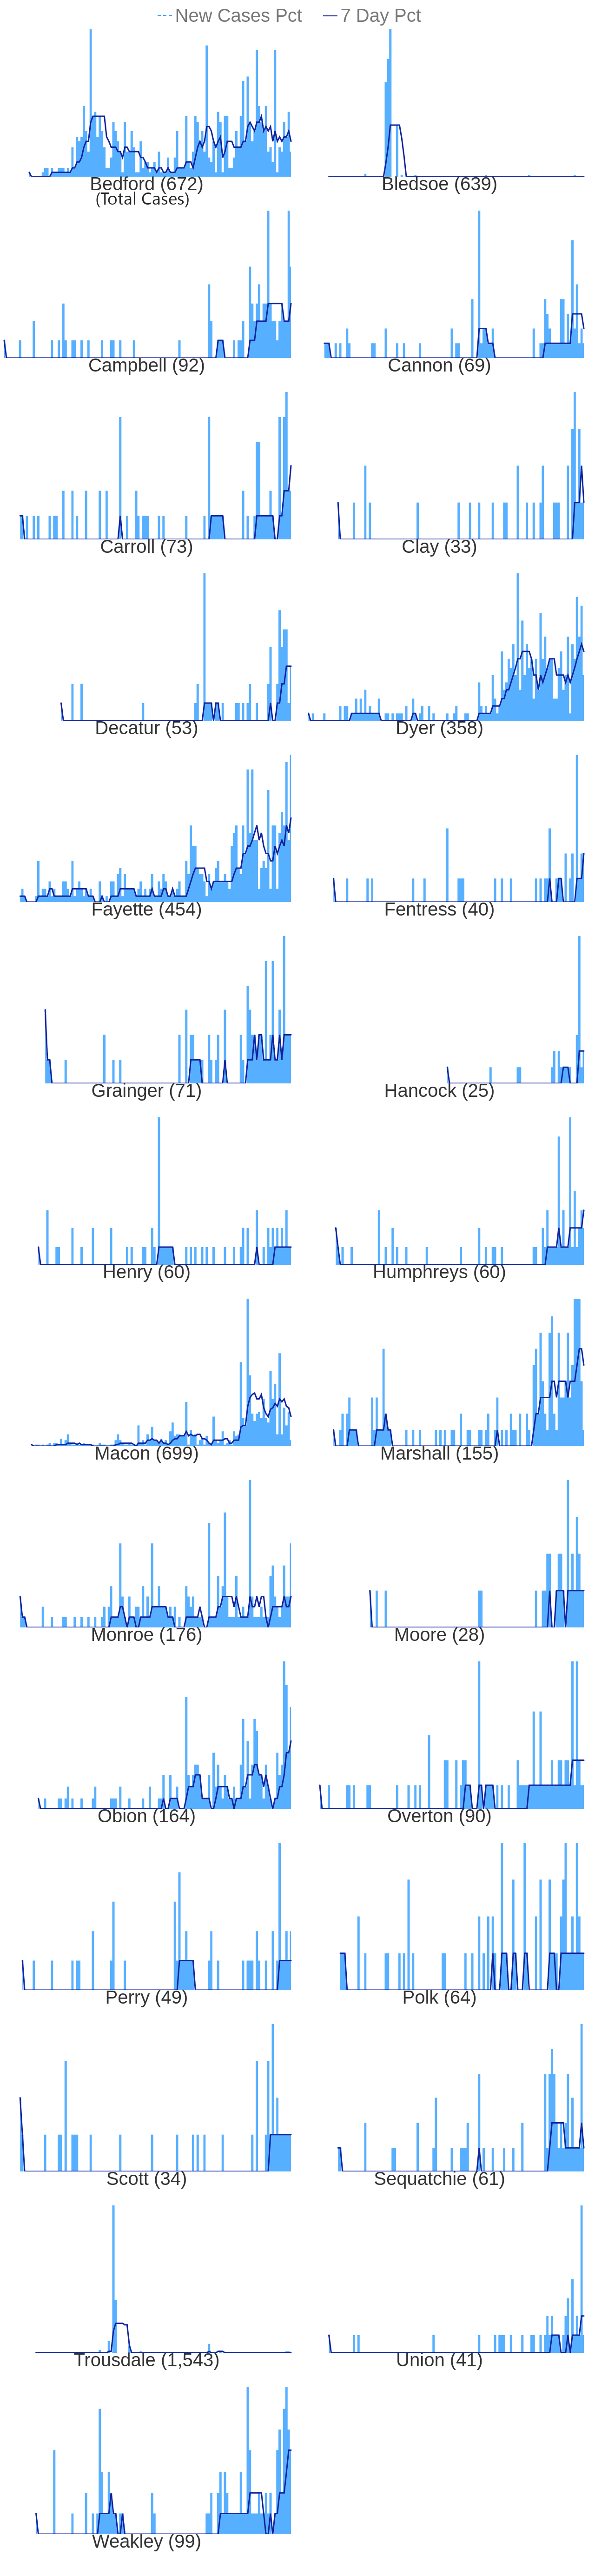 New Cases Pct 7 Day Pct
Bedford (672) Bledsoe (639)
(Total Cases)
Campbell (92) Cannon (69)
Carroll (73) Clay (33)
Decatur (53) Dyer (358)
Fayette (454) Fentress (40)
Grainger (71) Hancock (25)
Henry (60) Humphreys (60)
Macon (699) Marshall (155)
Monroe (176) Moore (28)
Obion (164) Overton (90)
Perry (49) Polk (64)
Scott (34) Sequatchie (61)
Trousdale (1,543) Union (41)
Weakley (99)